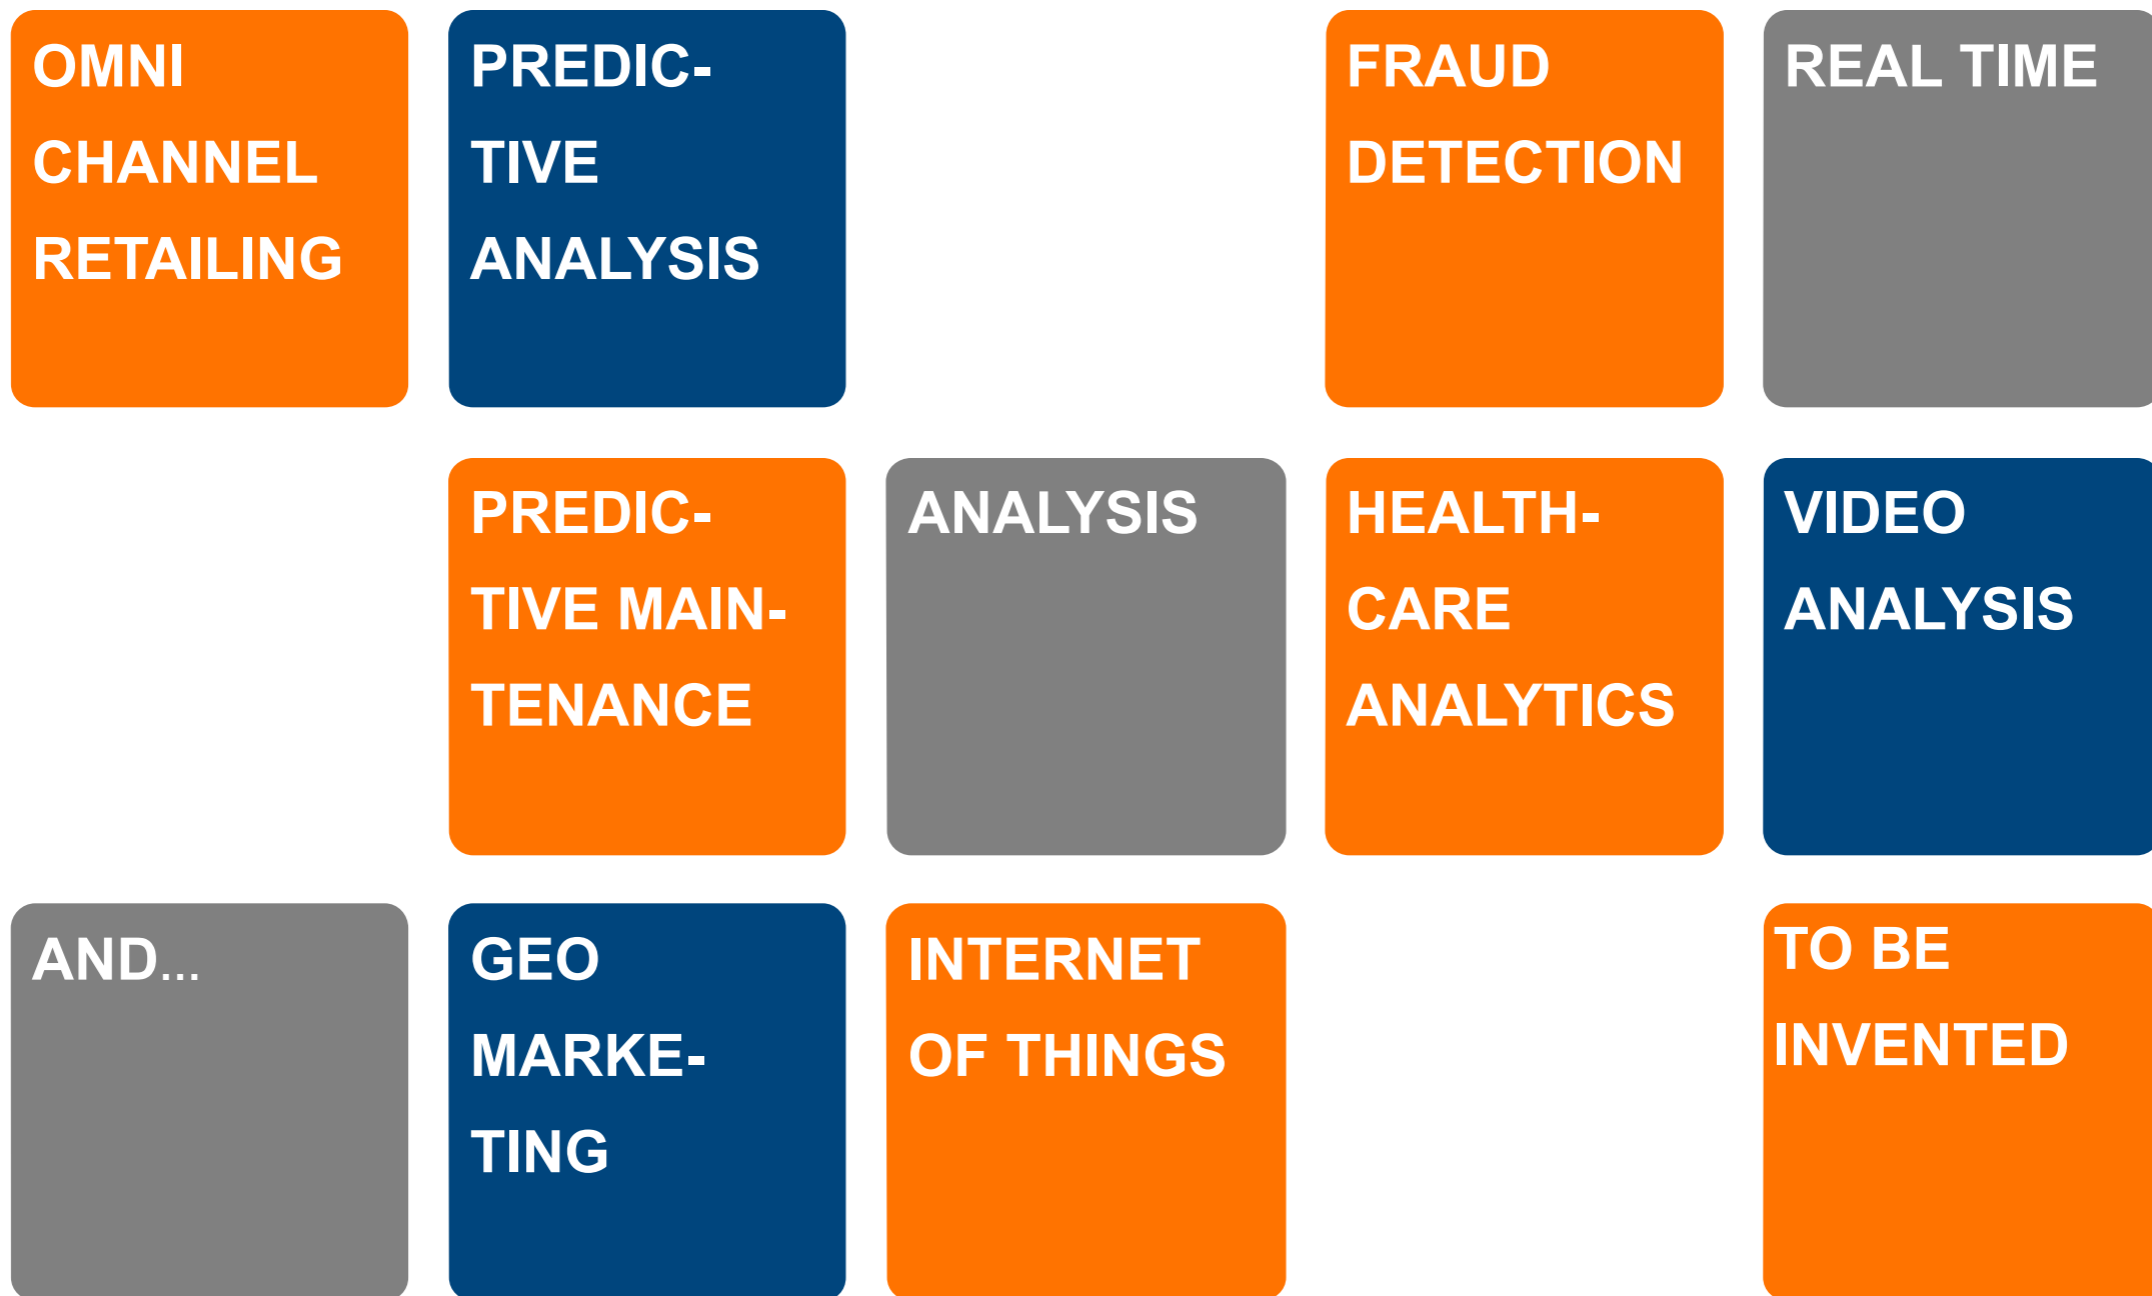 OMNI
CHANNEL
RETAILING
PREDIC-
TIVE
ANALYSIS
FRAUD
DETECTION
REAL TIME
PREDIC-
TIVE MAIN-
TENANCE
ANALYSIS
HEALTH-
CARE
ANALYTICS
VIDEO
ANALYSIS
AND...
GEO
MARKE-
TING
INTERNET
OF THINGS
TO BE
INVENTED